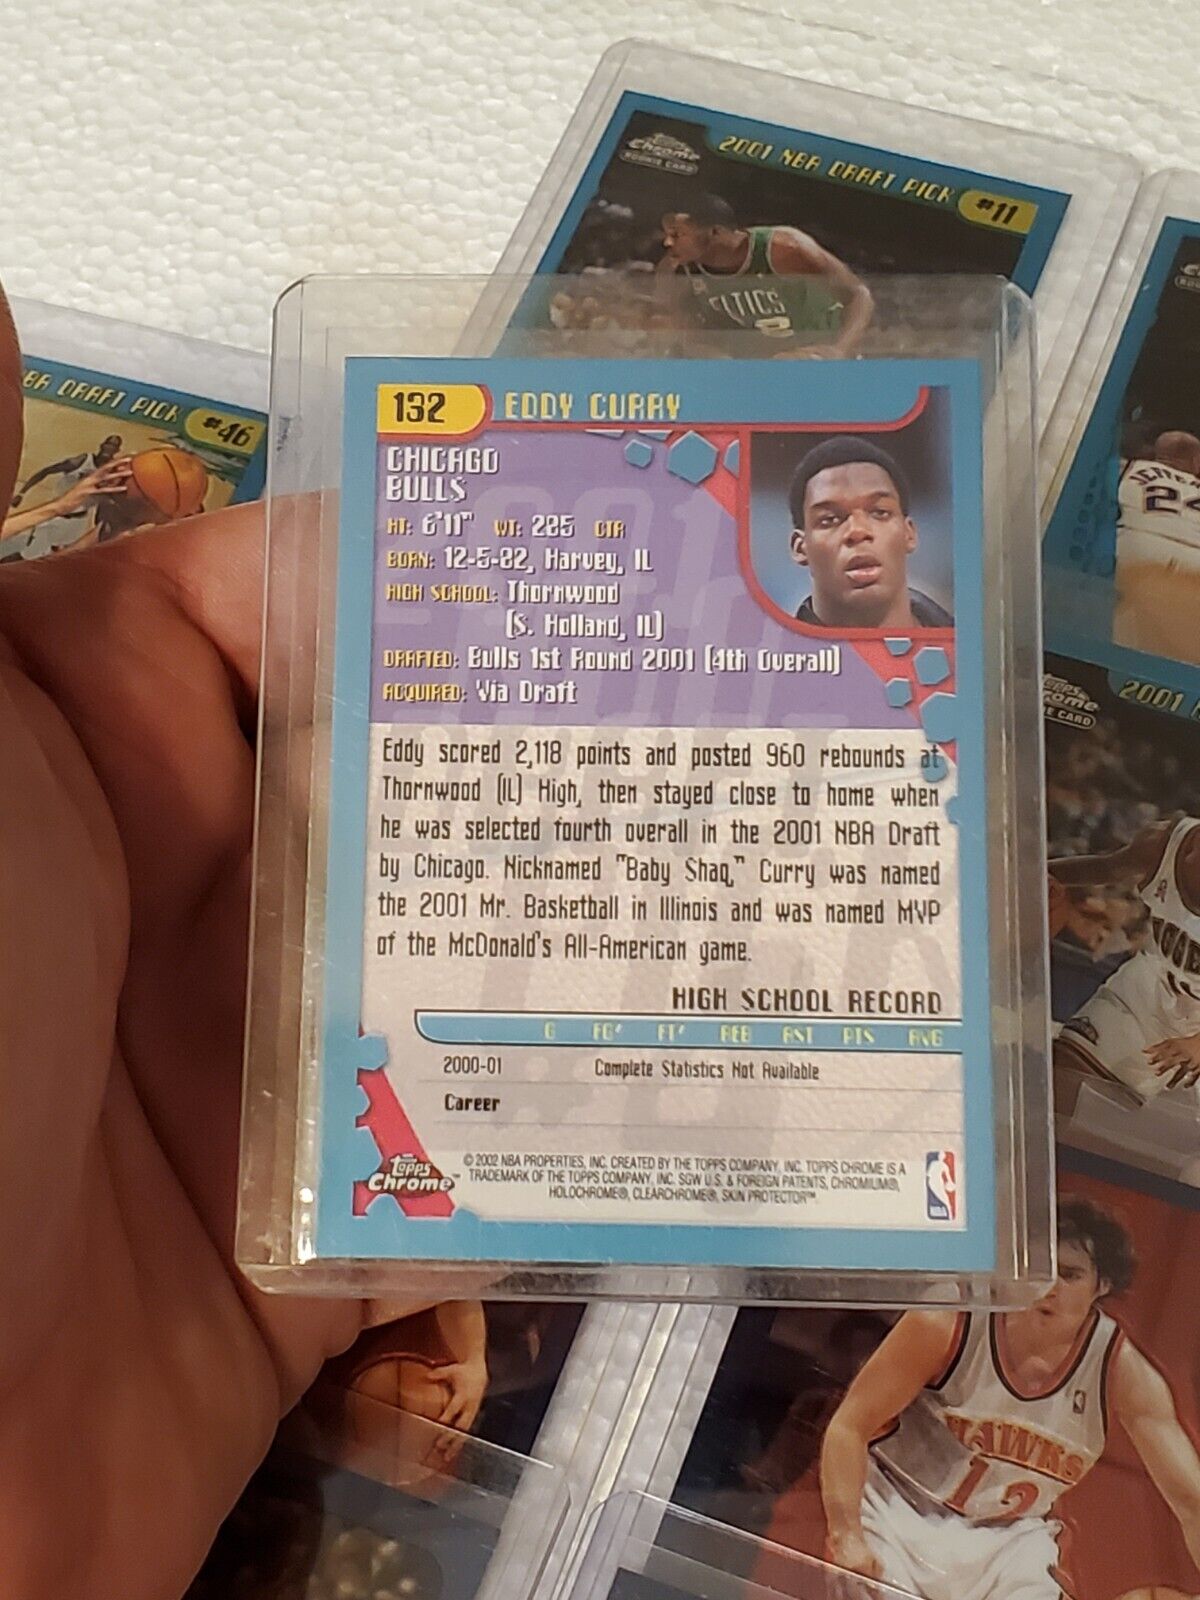 Topps
Chrome
ROOKIE CARD
2001 NBA DRAFT PICK
#11
CELTICS
DRAFT PICK
#46
24
132
EDDY CURRY
CHICAGO
BULLS
HT: 6'11" WT: 285 CTR
BORN: 12-5-82, Harvey, IL
HIGH SCHOOL: Thornwood
(S. Holland, IL)
DRAFTED: Bulls 1st Round 2001 (4th Overall)
ACQUIRED: Via Draft
Eddy scored 2,118 points and posted 960 rebounds at
Thornwood (IL) High, then stayed close to home when
he was selected fourth overall in the 2001 NBA Draft
by Chicago. Nicknamed "Baby Shaq," Curry was named
the 2001 Mr. Basketball in Illinois and was named MVP
of the McDonald's All-American game.
HIGH SCHOOL RECORD
G FG% FT% REB AST PTS AVG
2000-01 Complete Statistics Not Available
Career
Topps
Chrome™
© 2002 NBA PROPERTIES, INC. CREATED BY THE TOPPS COMPANY, INC. TOPPS CHROME IS A
TRADEMARK OF THE TOPPS COMPANY, INC. SGW U.S. & FOREIGN PATENTS, CHROMIUM®,
HOLOCHROME®, CLEARCHROME®, SKIN PROTECTOR™
NBA
2001
CARD
HAWKS
12